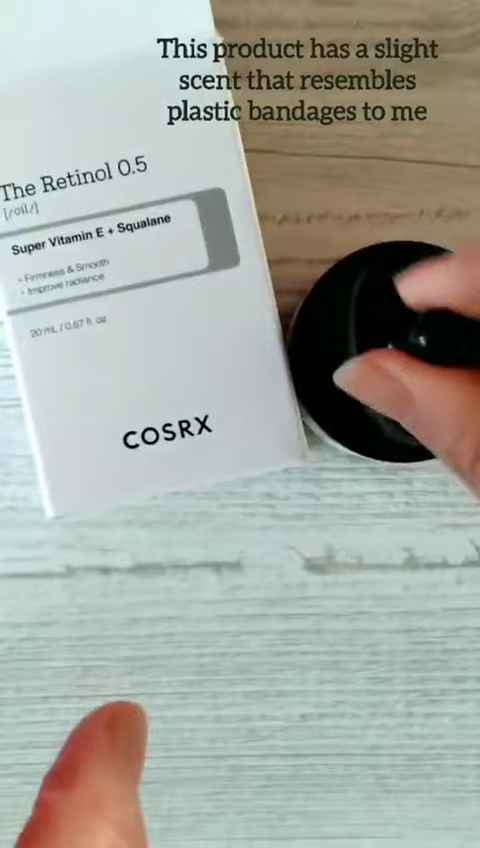 This product has a slight
scent that resembles
plastic bandages to me
The Retinol 0.5
[/oil/]
Super Vitamin E + Squalane
• Firmness & Smooth
• Improve radiance
20 mL / 0.67 fl. oz
COSRX